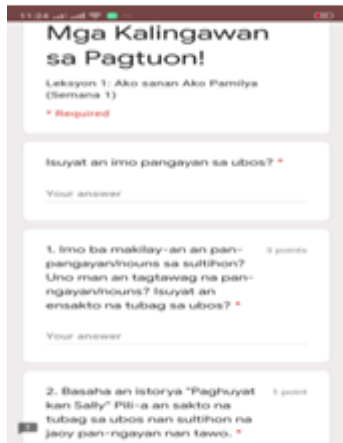 11:24
Mga Kalingawan
sa Pagtuon!
Leksyon 1: Ako sanan Ako Pamilya
(Semana 1)
* Required
Isuyat an imo pangayan sa ubos? *
Your answer
1. Imo ba makilay-an an pan-
pangayan/nouns sa sultihon?
Uno man an tagtawag na pan-
ngayan/nouns? Isuyat an
ensakto na tubag sa ubos? *
3 points
Your answer
2. Basaha an istorya "Paghuyat
kan Sally" Pili-a an sakto na
tubag sa ubos nan sultihon na
jaoy pan-ngayan nan tawo. *
1 point